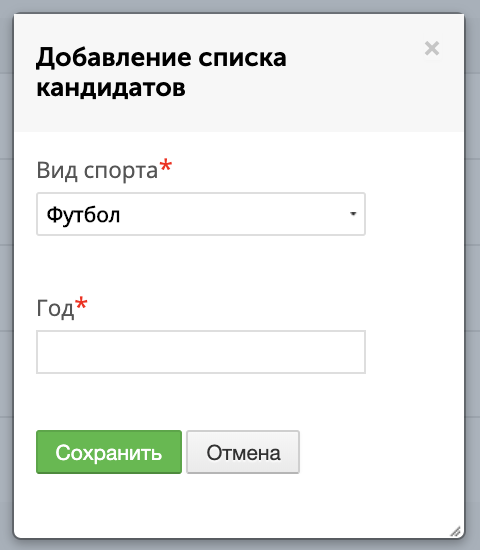 Добавление списка
кандидатов
×
Вид спорта*
Футбол
Год*
Сохранить Отмена